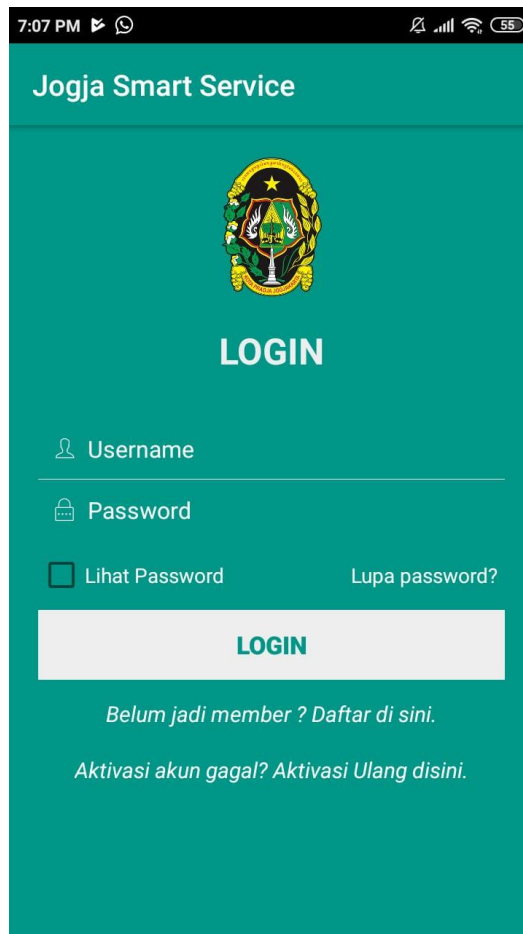 7:07 PM 55
Jogja Smart Service
LOGIN
Username
Password
Lihat Password Lupa password?
LOGIN
Belum jadi member ? Daftar di sini.
Aktivasi akun gagal? Aktivasi Ulang disini.